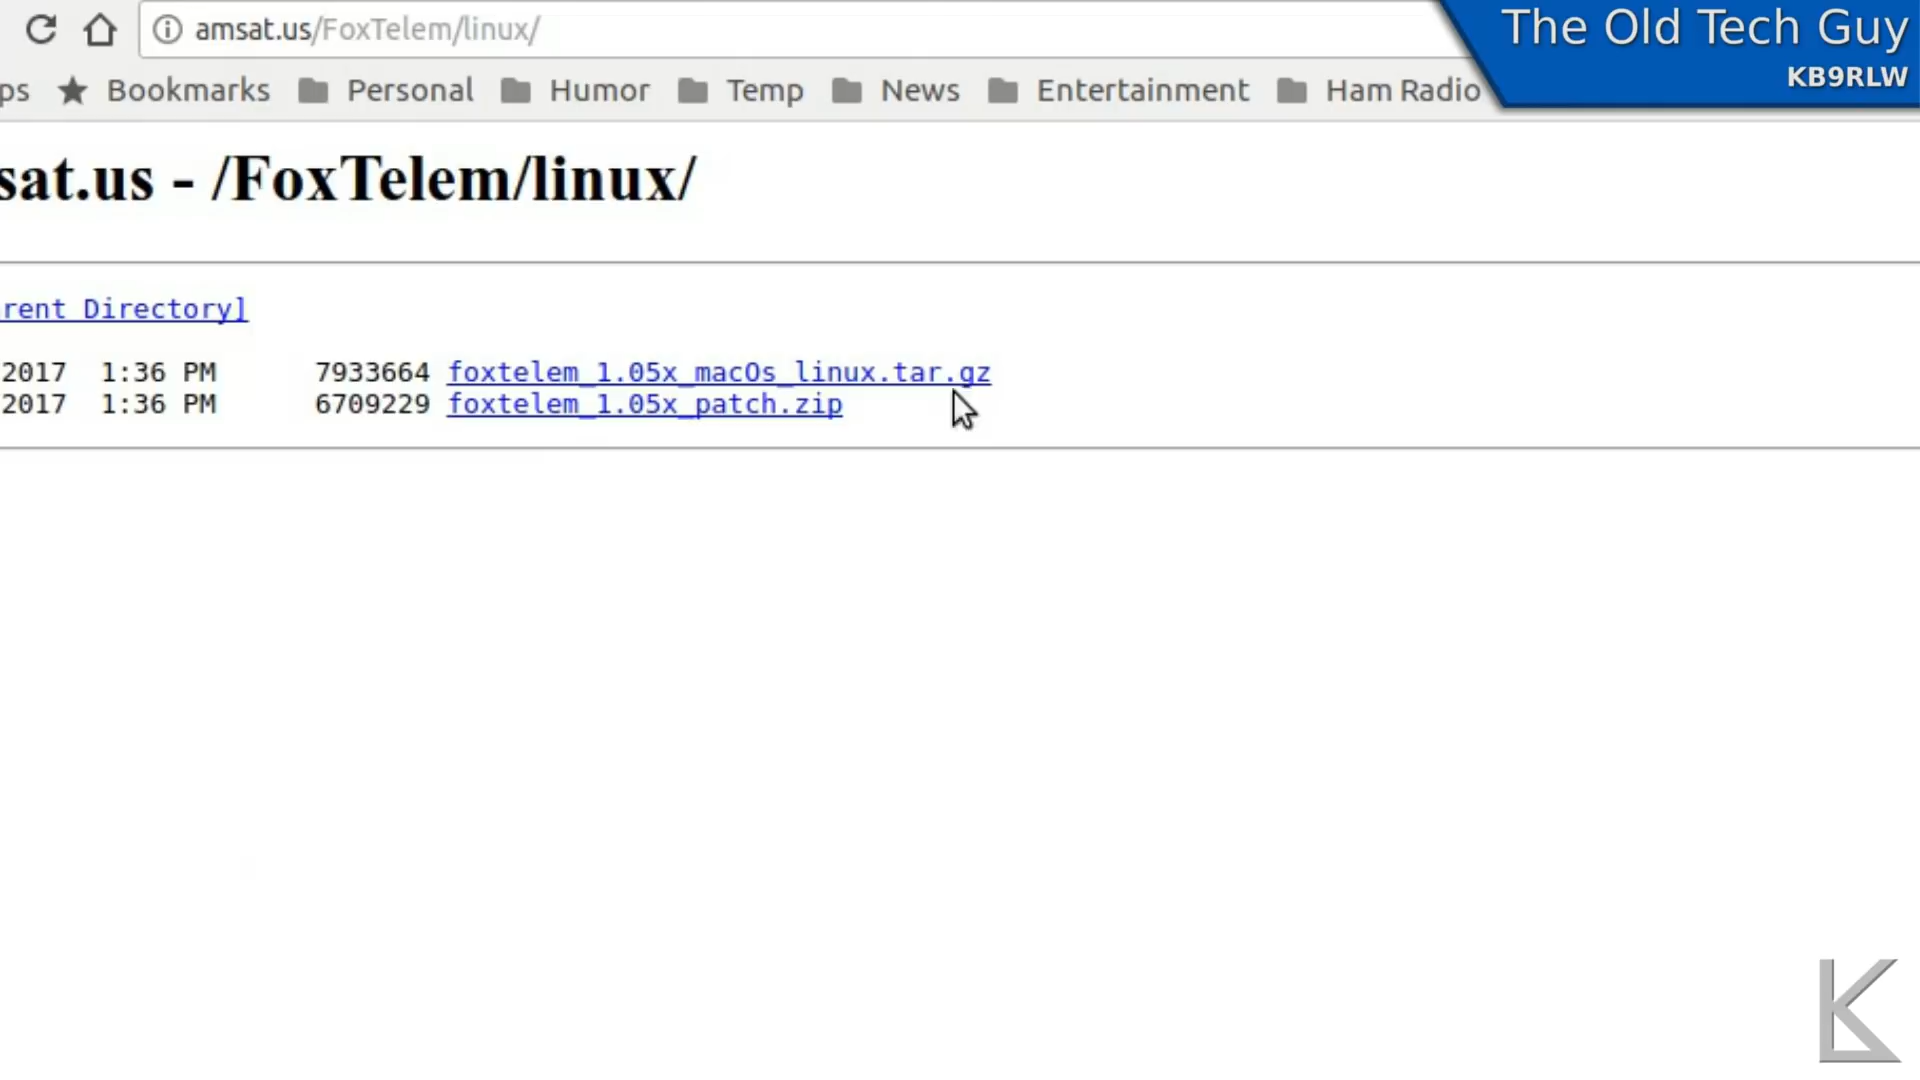 amsat.us/FoxTelem/linux/
The Old Tech Guy
KB9RLW
ps Bookmarks Personal Humor Temp News Entertainment Ham Radio
sat.us - /FoxTelem/linux/
rent Directory]
2017 1:36 PM 7933664 foxtelem_1.05x_macOs_linux.tar.gz
2017 1:36 PM 6709229 foxtelem_1.05x_patch.zip
K